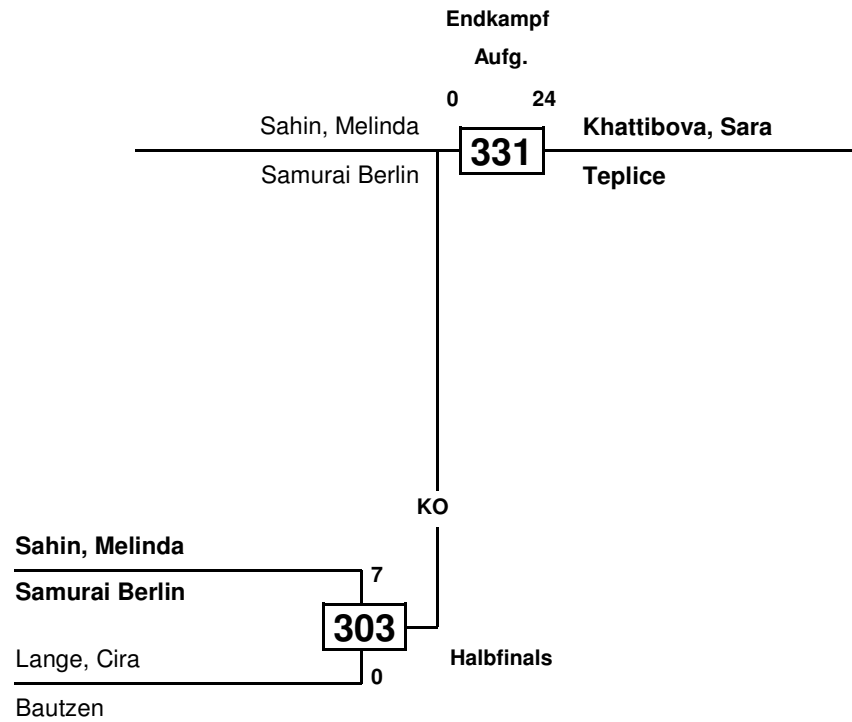 Endkampf
Aufg.
0 24
Sahin, Melinda 331 Khattibova, Sara
Samurai Berlin Teplice
KO
Sahin, Melinda
7
Samurai Berlin
303
Lange, Cira Halbfinals
0
Bautzen